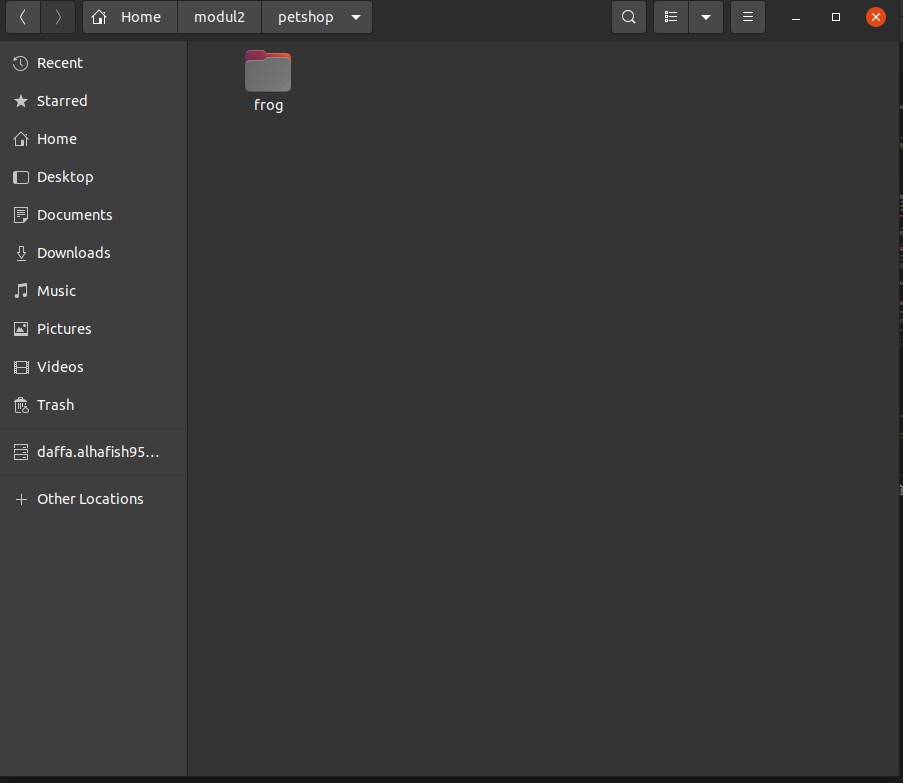 Home modul2 petshop
Recent
Starred
Home
Desktop
Documents
Downloads
Music
Pictures
Videos
Trash
daffa.alhafish95...
Other Locations
frog